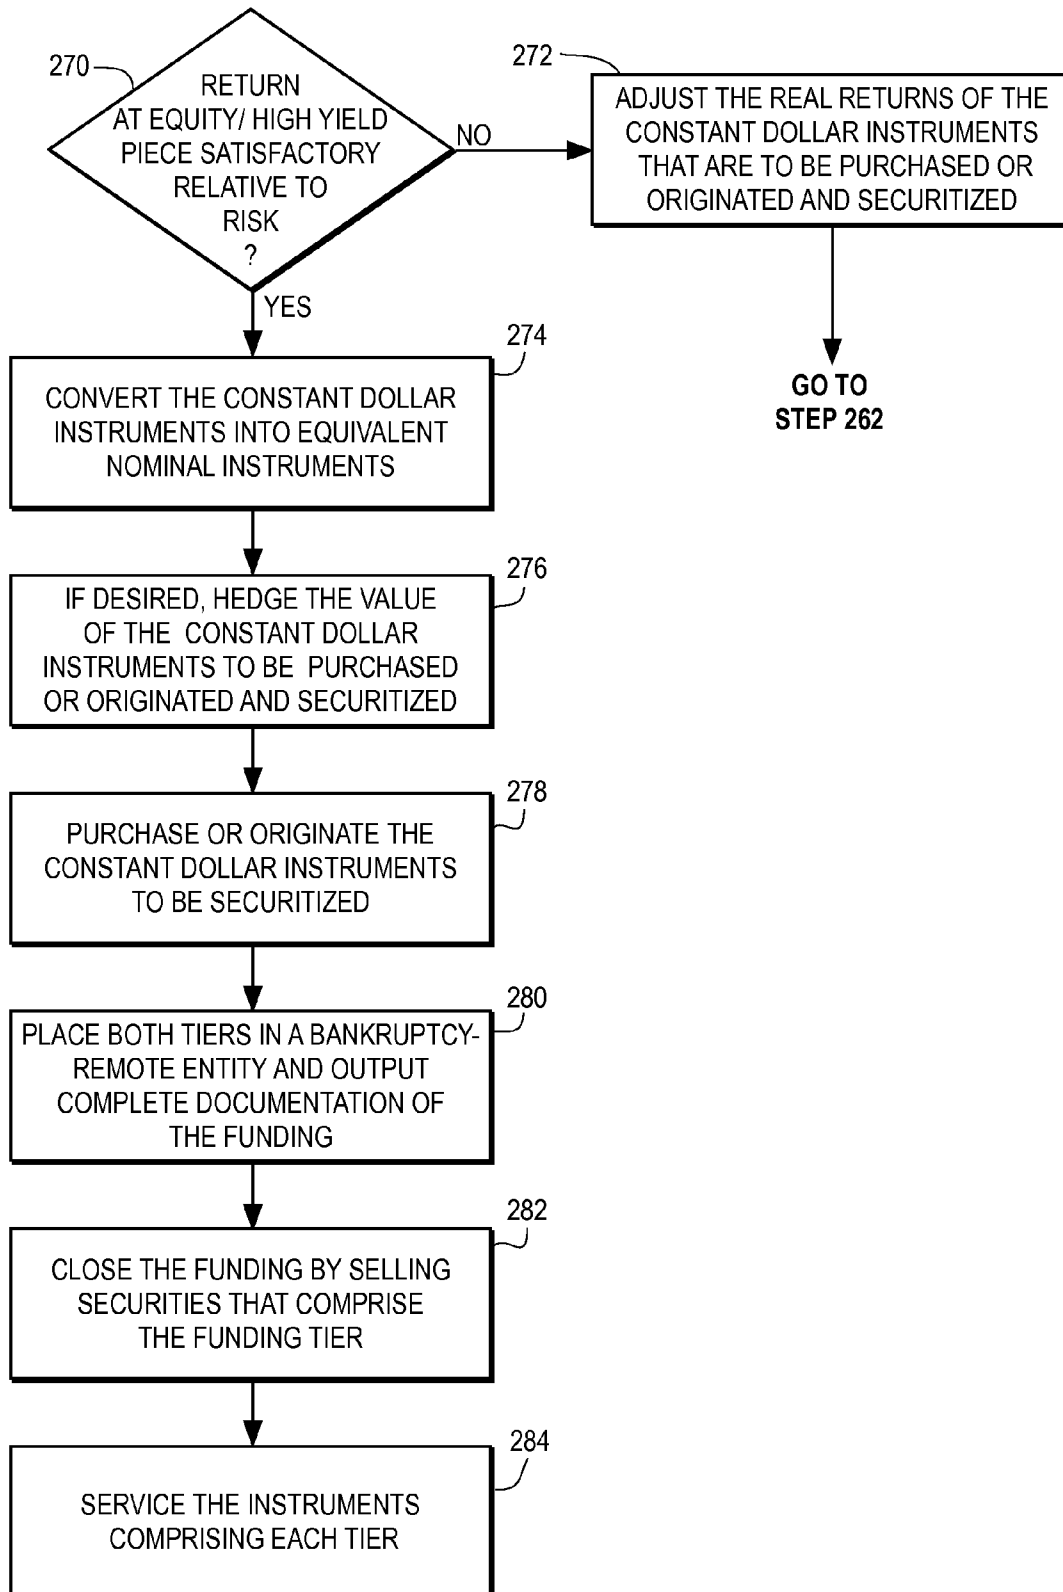 270
RETURN
AT EQUITY/ HIGH YIELD
PIECE SATISFACTORY
RELATIVE TO
RISK
?
NO
YES
272
ADJUST THE REAL RETURNS OF THE
CONSTANT DOLLAR INSTRUMENTS
THAT ARE TO BE PURCHASED OR
ORIGINATED AND SECURITIZED
GO TO
STEP 262
274
CONVERT THE CONSTANT DOLLAR
INSTRUMENTS INTO EQUIVALENT
NOMINAL INSTRUMENTS
276
IF DESIRED, HEDGE THE VALUE
OF THE CONSTANT DOLLAR
INSTRUMENTS TO BE PURCHASED
OR ORIGINATED AND SECURITIZED
278
PURCHASE OR ORIGINATE THE
CONSTANT DOLLAR INSTRUMENTS
TO BE SECURITIZED
280
PLACE BOTH TIERS IN A BANKRUPTCY-
REMOTE ENTITY AND OUTPUT
COMPLETE DOCUMENTATION OF
THE FUNDING
282
CLOSE THE FUNDING BY SELLING
SECURITIES THAT COMPRISE
THE FUNDING TIER
284
SERVICE THE INSTRUMENTS
COMPRISING EACH TIER